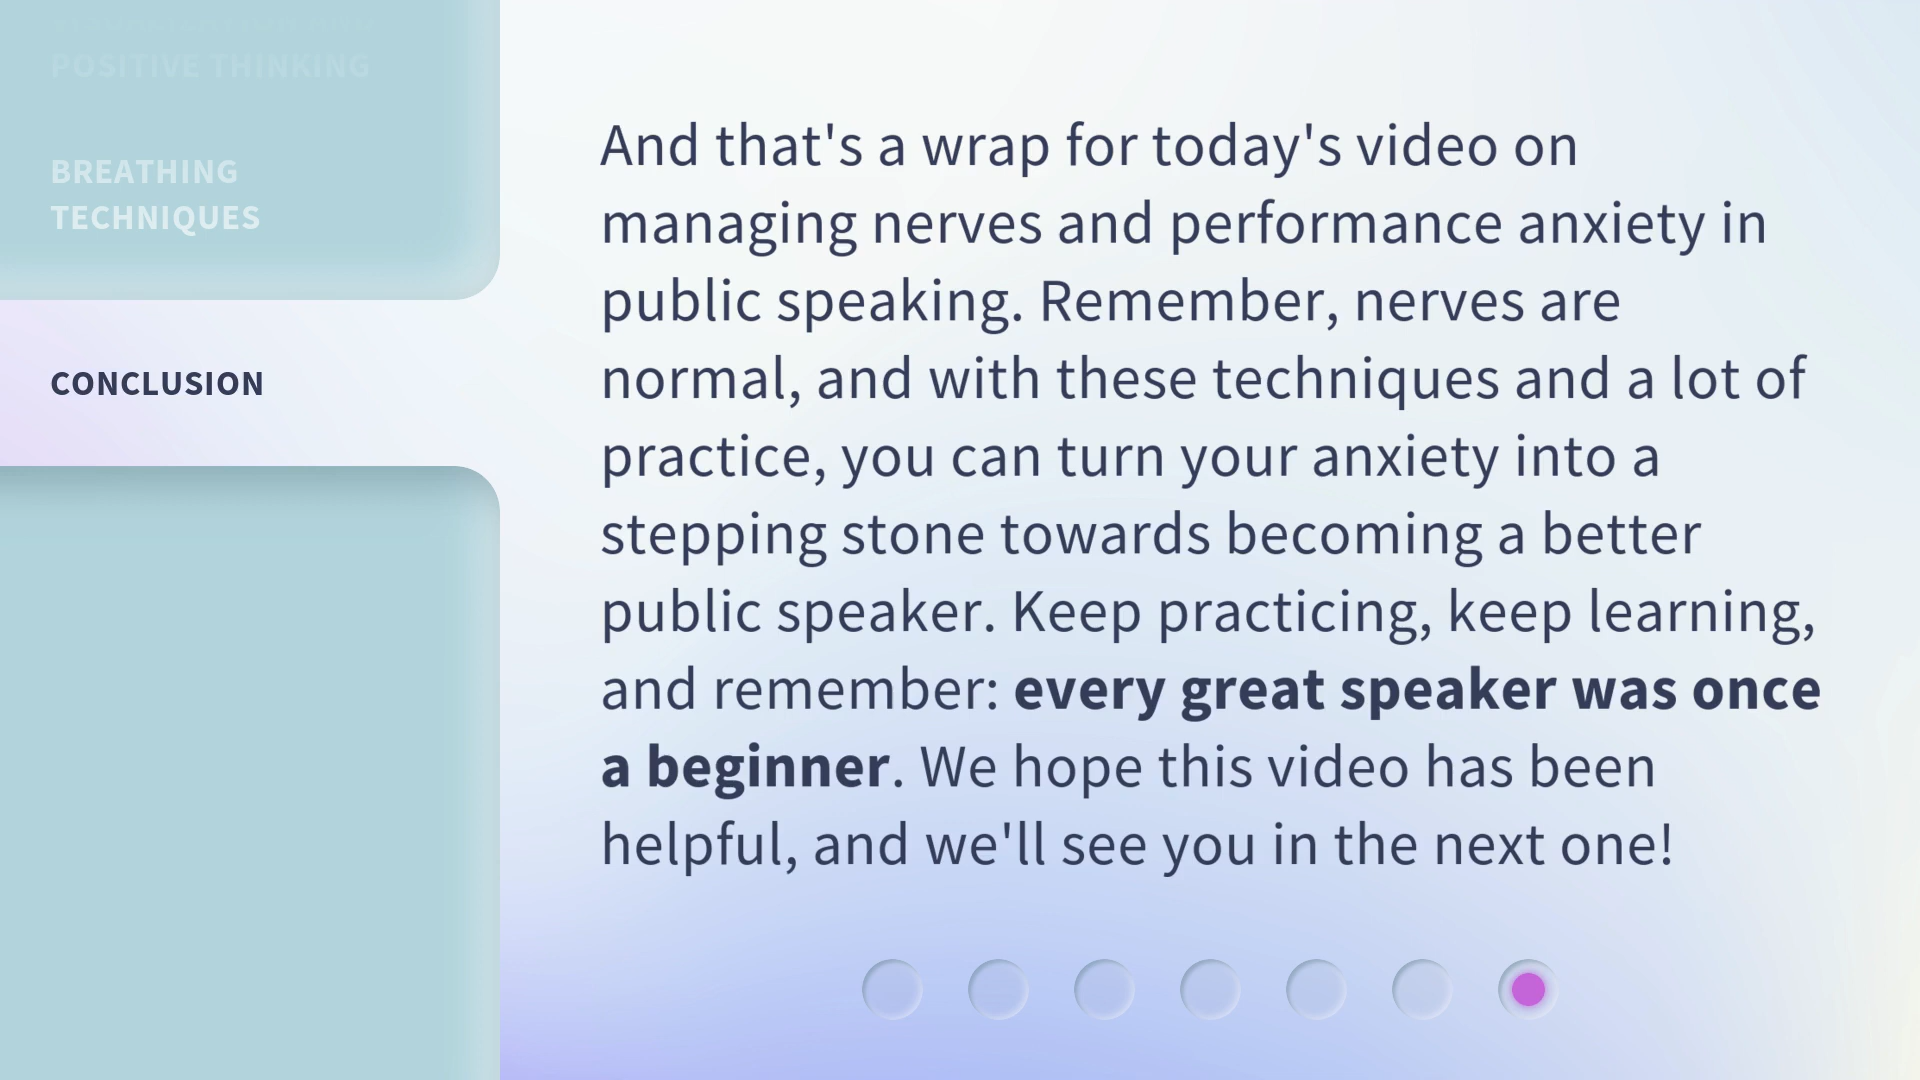 POSITIVE THINKING
BREATHING
TECHNIQUES
CONCLUSION
And that's a wrap for today's video on
managing nerves and performance anxiety in
public speaking. Remember, nerves are
normal, and with these techniques and a lot of
practice, you can turn your anxiety into a
stepping stone towards becoming a better
public speaker. Keep practicing, keep learning,
and remember: every great speaker was once
a beginner. We hope this video has been
helpful, and we'll see you in the next one!